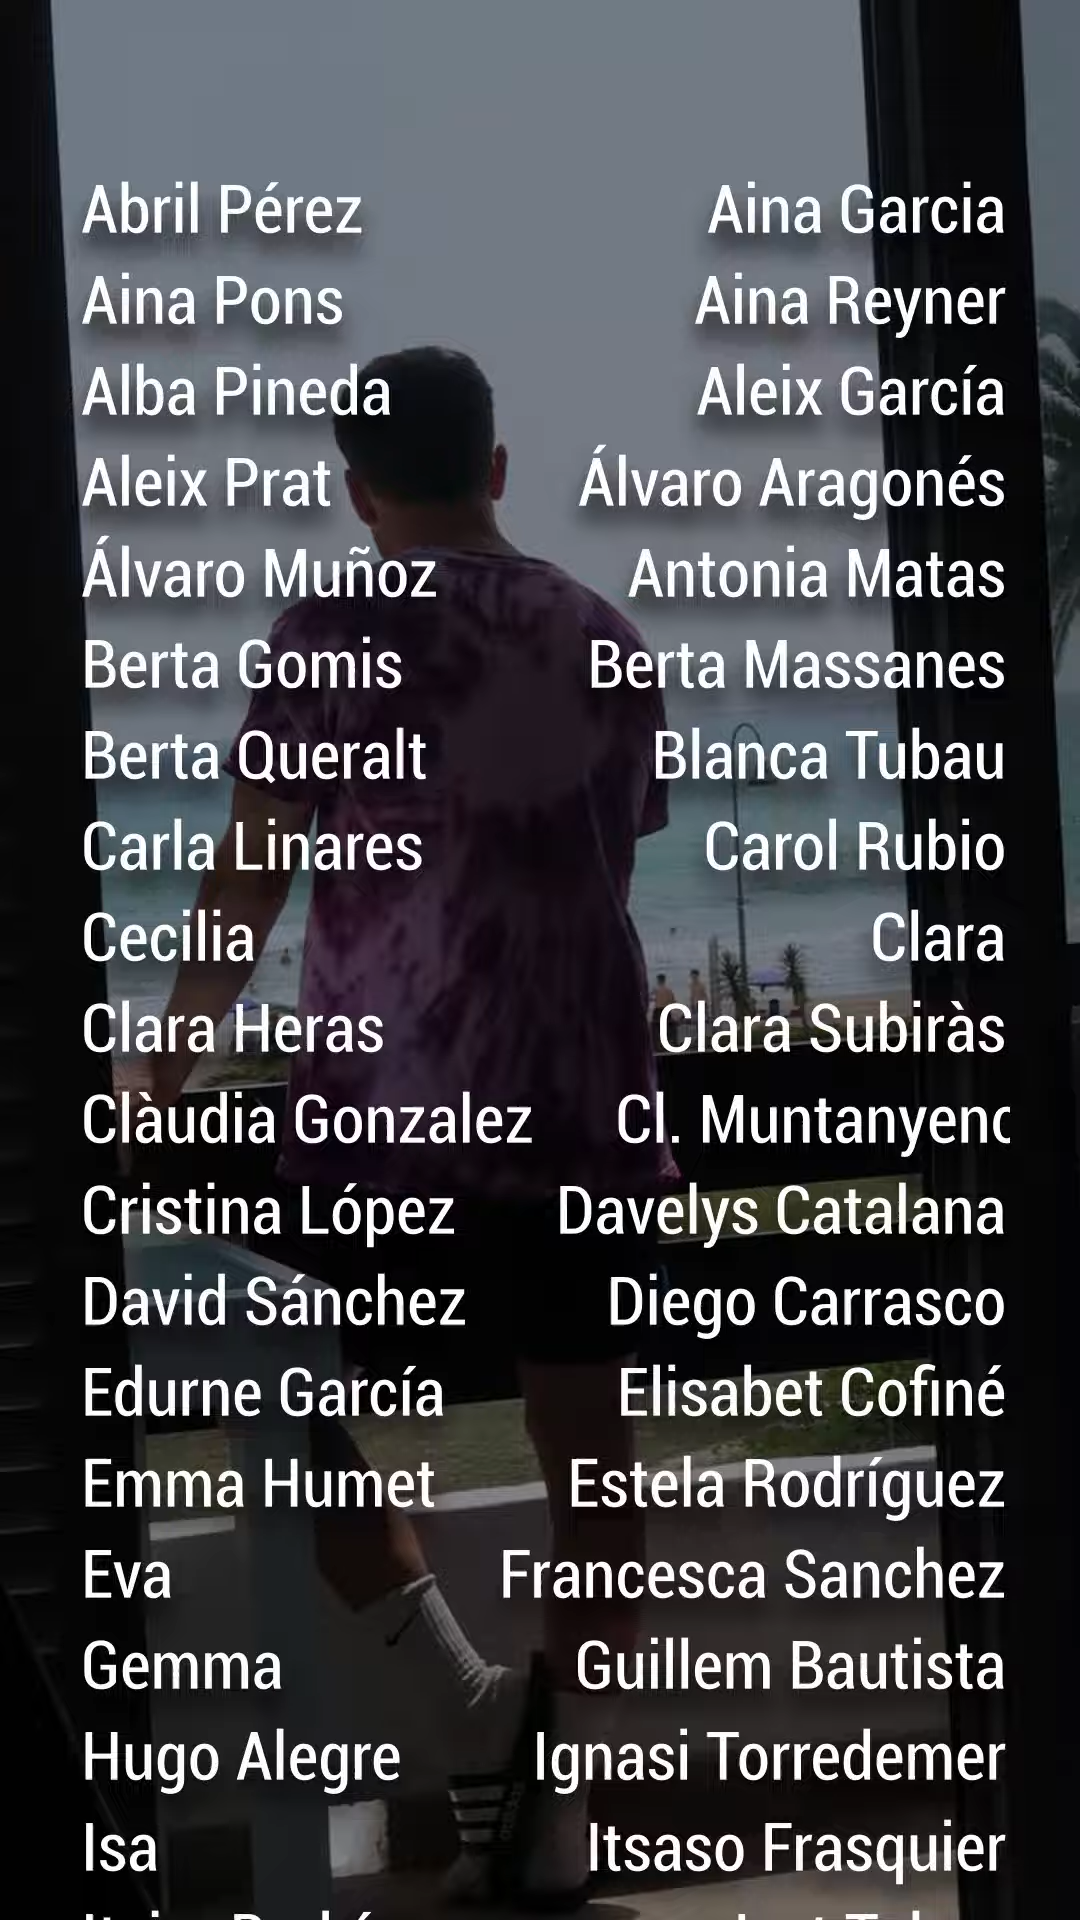 Abril Pérez Aina Garcia
Aina Pons Aina Reyner
Alba Pineda Aleix García
Aleix Prat Álvaro Aragonés
Álvaro Muñoz Antonia Matas
Berta Gomis Berta Massanes
Berta Queralt Blanca Tubau
Carla Linares Carol Rubio
Cecilia Clara
Clara Heras Clara Subiràs
Clàudia Gonzalez Cl. Muntanyenc
Cristina López Davelys Catalana
David Sánchez Diego Carrasco
Edurne García Elisabet Cofiné
Emma Humet Estela Rodríguez
Eva Francesca Sanchez
Gemma Guillem Bautista
Hugo Alegre Ignasi Torredemer
Isa Itsaso Frasquier